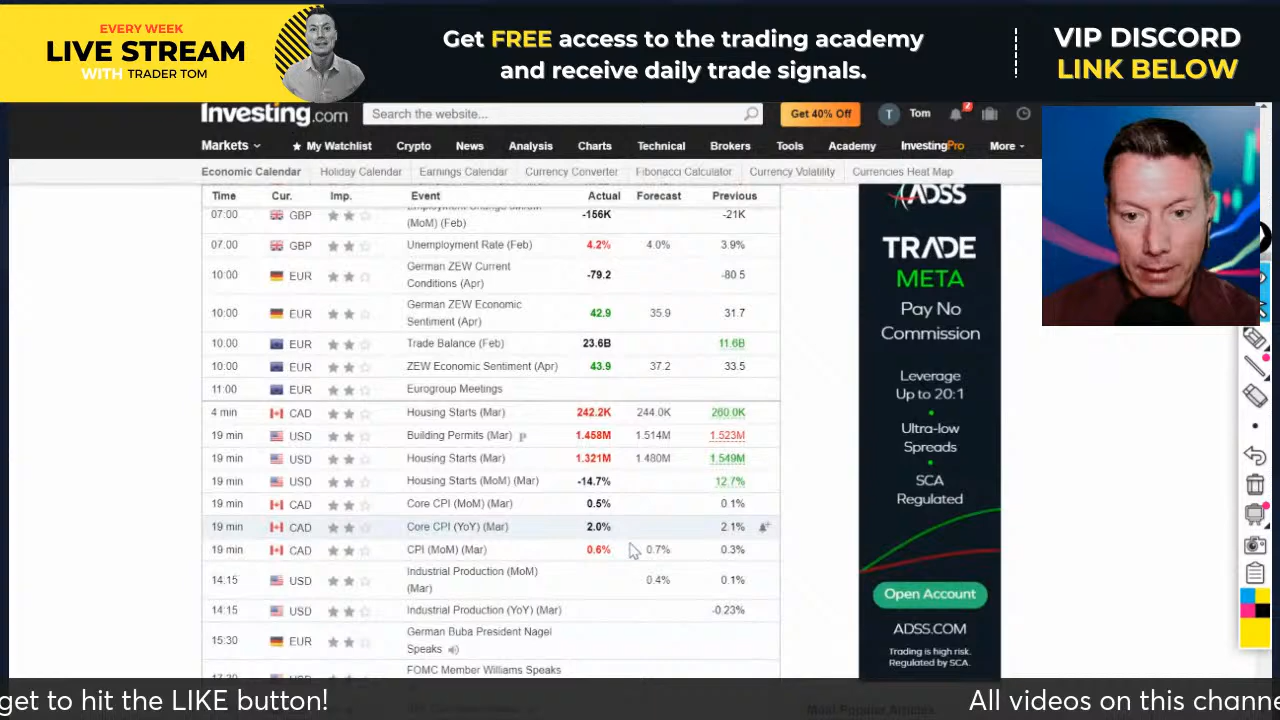 EVERY WEEK
LIVE STREAM
WITH TRADER TOM
Get FREE access to the trading academy
and receive daily trade signals.
VIP DISCORD
LINK BELOW
Investing.com
Search the website...
Get 40% Off
T
Tom
2
Markets
★ My Watchlist
Crypto
News
Analysis
Charts
Technical
Brokers
Tools
Academy
InvestingPro
More
Economic Calendar
Holiday Calendar
Earnings Calendar
Currency Converter
Fibonacci Calculator
Currency Volatility
Currencies Heat Map
Time Cur. Imp. Event Actual Forecast Previous
07:00 GBP (MoM) (Feb) -156K -21K
07:00 GBP Unemployment Rate (Feb) 4.2% 4.0% 3.9%
10:00 EUR German ZEW Current
Conditions (Apr) -79.2 -80.5
10:00 EUR German ZEW Economic
Sentiment (Apr) 42.9 35.9 31.7
10:00 EUR Trade Balance (Feb) 23.6B 11.6B
10:00 EUR ZEW Economic Sentiment (Apr) 43.9 37.2 33.5
11:00 EUR Eurogroup Meetings
4 min CAD Housing Starts (Mar) 242.2K 244.0K 260.0K
19 min USD Building Permits (Mar) P 1.458M 1.514M 1.523M
19 min USD Housing Starts (Mar) 1.321M 1.480M 1.549M
19 min USD Housing Starts (MoM) (Mar) -14.7% 12.7%
19 min CAD Core CPI (MoM) (Mar) 0.5% 0.1%
19 min CAD Core CPI (YoY) (Mar) 2.0% 2.1%
19 min CAD CPI (MoM) (Mar) 0.6% 0.7% 0.3%
14:15 USD Industrial Production (MoM)
(Mar) 0.4% 0.1%
14:15 USD Industrial Production (YoY) (Mar) -0.23%
15:30 EUR German Buba President Nagel
Speaks
FOMC Member Williams Speaks
ADSS
TRADE
META
Pay No
Commission
Leverage
Up to 20:1
Ultra-low
Spreads
SCA
Regulated
Open Account
ADSS.COM
Trading is high risk.
Regulated by SCA.
get to hit the LIKE button!
All videos on this channe